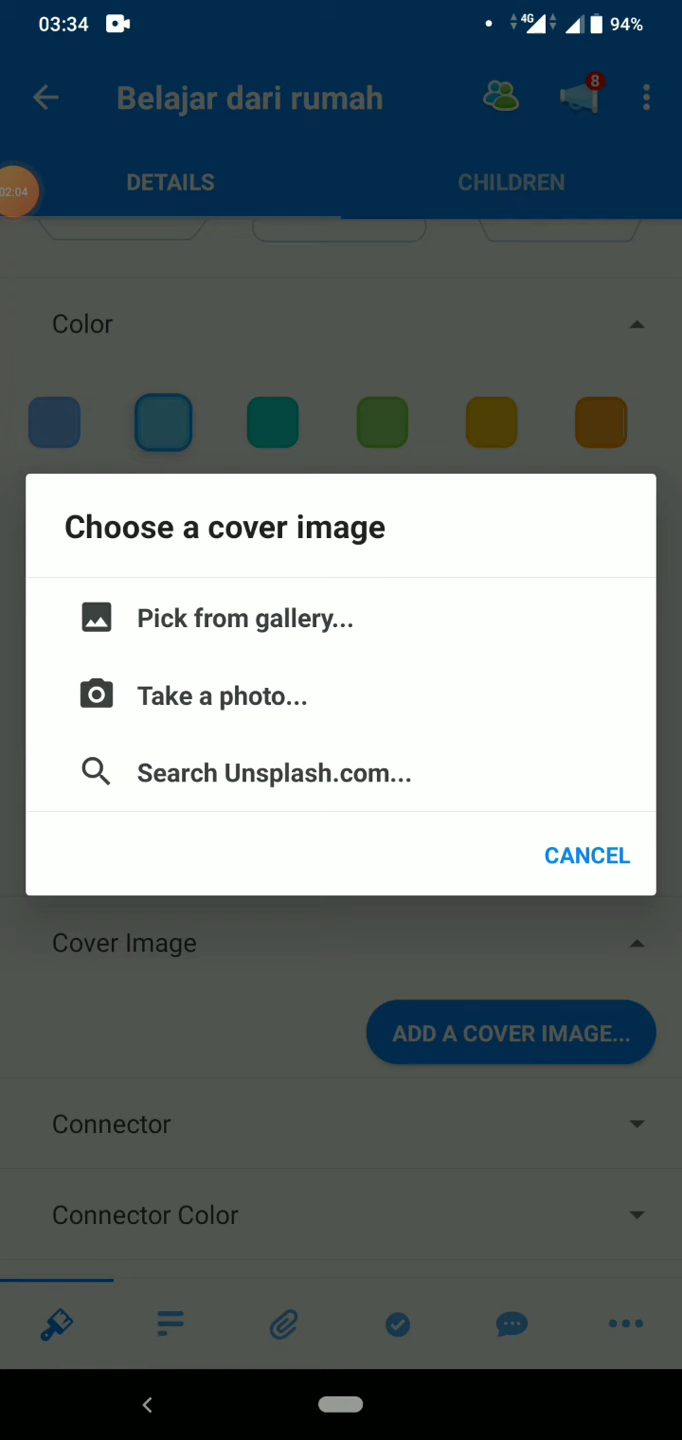 03:34
4G
94%
Belajar dari rumah
8
02:04
DETAILS
CHILDREN
Color
Choose a cover image
Pick from gallery...
Take a photo...
Search Unsplash.com...
CANCEL
Cover Image
ADD A COVER IMAGE...
Connector
Connector Color